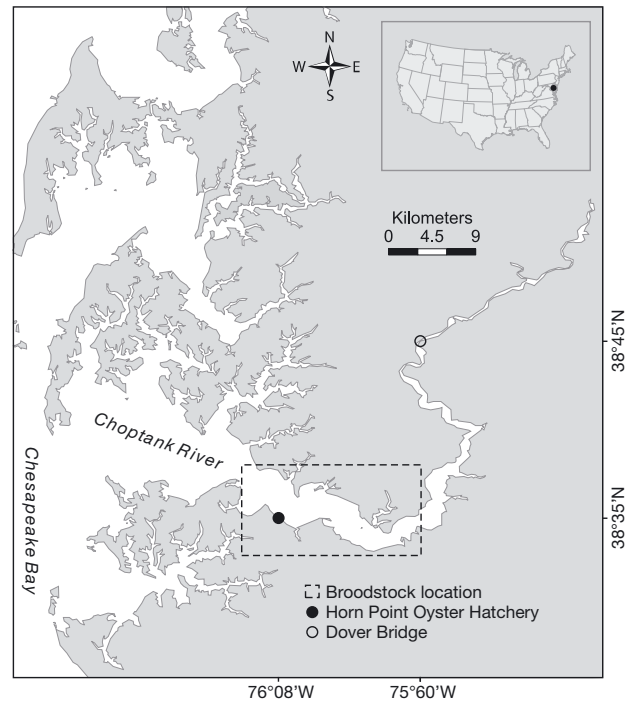 N
W E
S
Kilometers
0 4.5 9
38°45'N
Choptank River
Chesapeake Bay
38°35'N
Broodstock location
Horn Point Oyster Hatchery
Dover Bridge
76°08'W 75°60'W